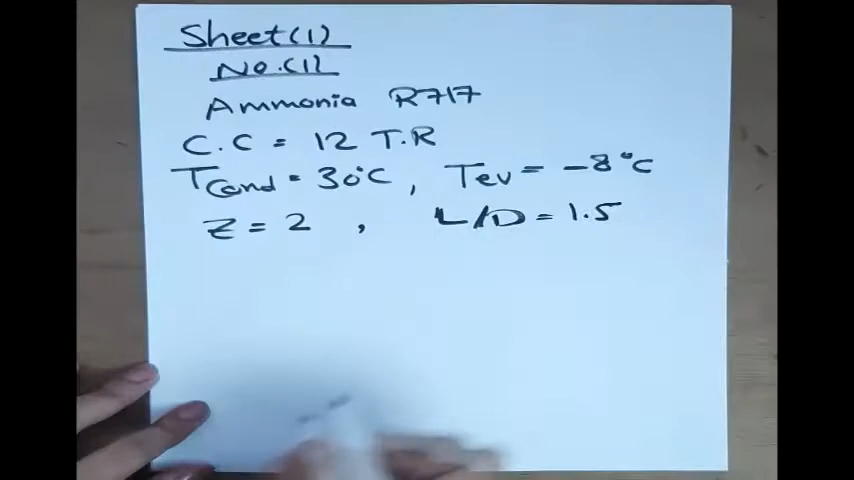 Sheet(1)
No.(1)
Ammonia R717
C.C = 12 T.R
Tcond = 30°C , Tev = -8°C
Z = 2 , L/D = 1.5